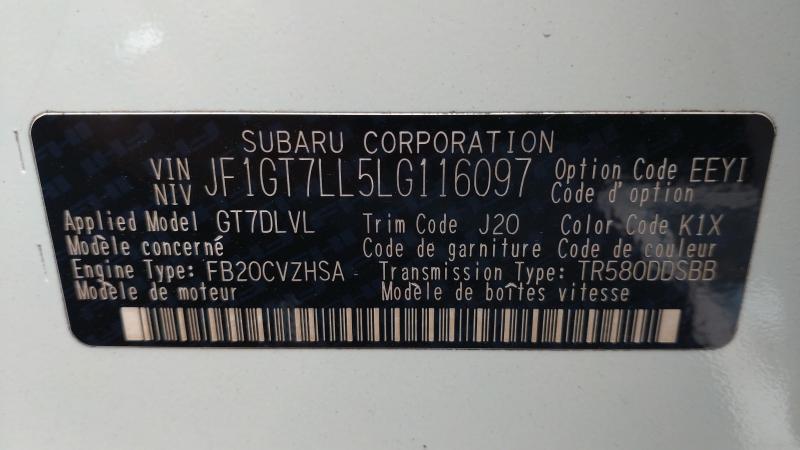 SUBARU CORPORATION
VIN NIV JF1GT7LL5LG116097 Option Code EEYI
Code d'option
Applied Model GT7DLVL Trim Code J20 Color Code K1X
Modèle concerné Code de garniture Code de couleur
Engine Type: FB20CVZHSA Transmission Type: TR580DDSBB
Modèle de moteur Modèle de boîtes vitesse